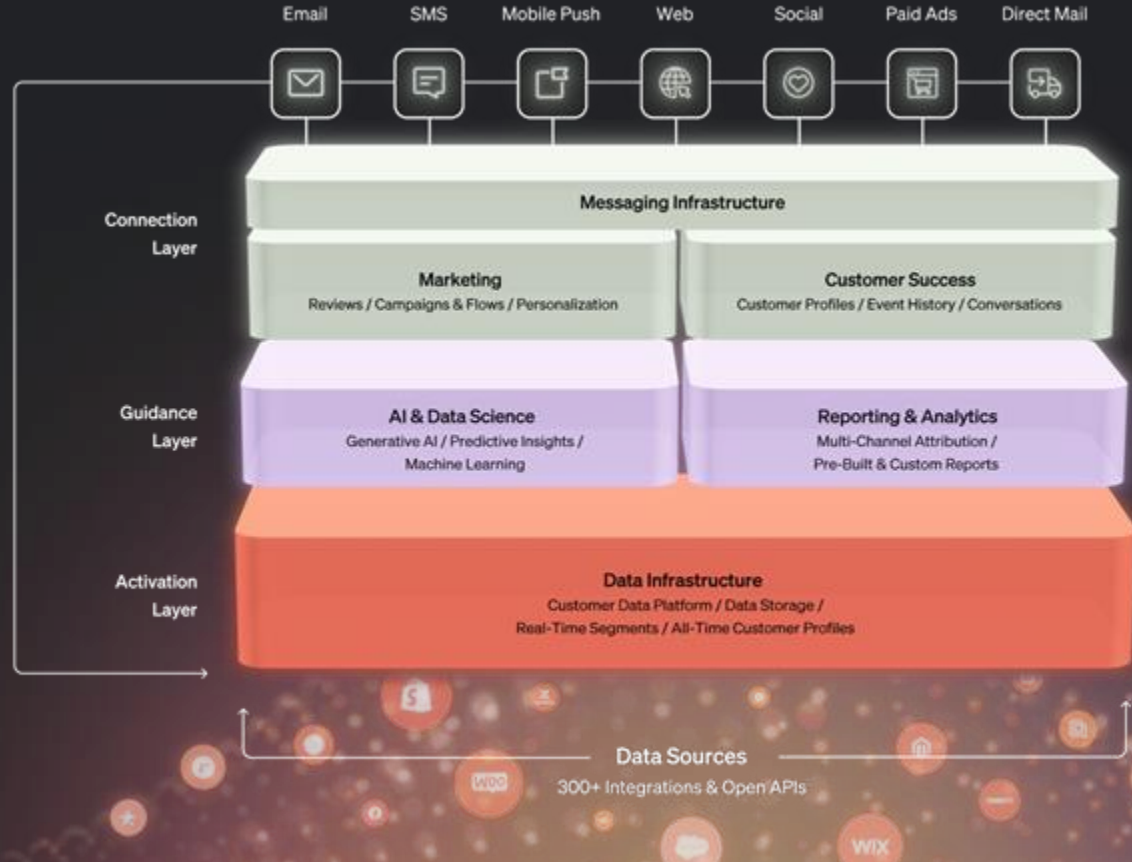 Email
SMS
Mobile Push
Web
Social
Paid Ads
Direct Mail
Messaging Infrastructure
Connection
Layer
Marketing
Reviews / Campaigns & Flows / Personalization
Customer Success
Customer Profiles / Event History / Conversations
Guidance
Layer
AI & Data Science
Generative AI / Predictive Insights /
Machine Learning
Reporting & Analytics
Multi-Channel Attribution /
Pre-Built & Custom Reports
Activation
Layer
Data Infrastructure
Customer Data Platform / Data Storage /
Real-Time Segments / All-Time Customer Profiles
Data Sources
300+ Integrations & Open APIs
WOO
WIX